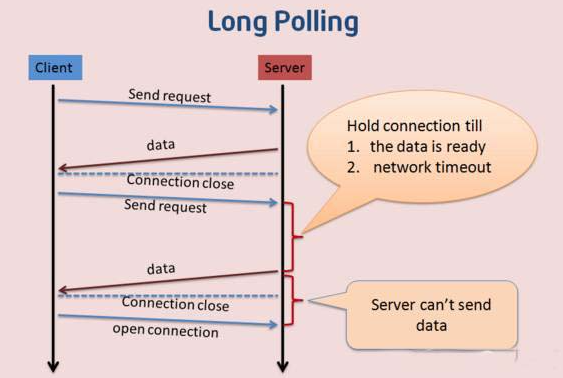 Long Polling
Client
Server
Send request
data
Connection close
Send request
Hold connection till
1. the data is ready
2. network timeout
data
Connection close
open connection
Server can't send
data